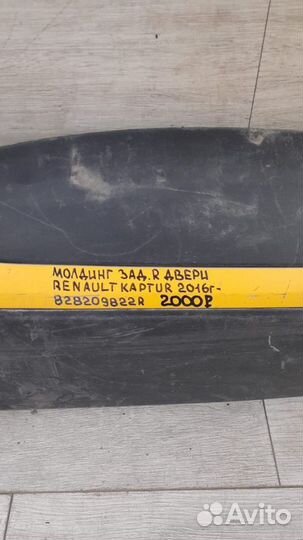 МОЛДИНГ ЗАД. R ДВЕРИ
RENAULT KAPTUR 2016г-
828209822R 2000₽
Avito